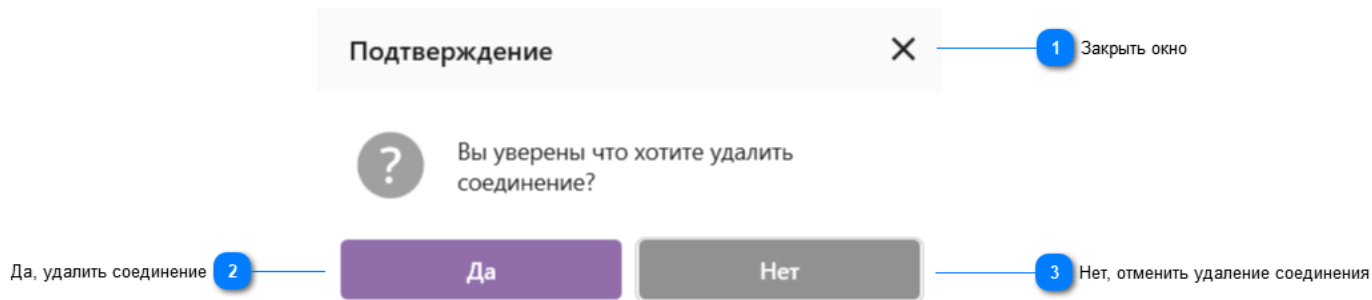 Подтверждение
1 Закрыть окно
?
Вы уверены что хотите удалить
соединение?
Да, удалить соединение 2
Да
Нет
3 Нет, отменить удаление соединения